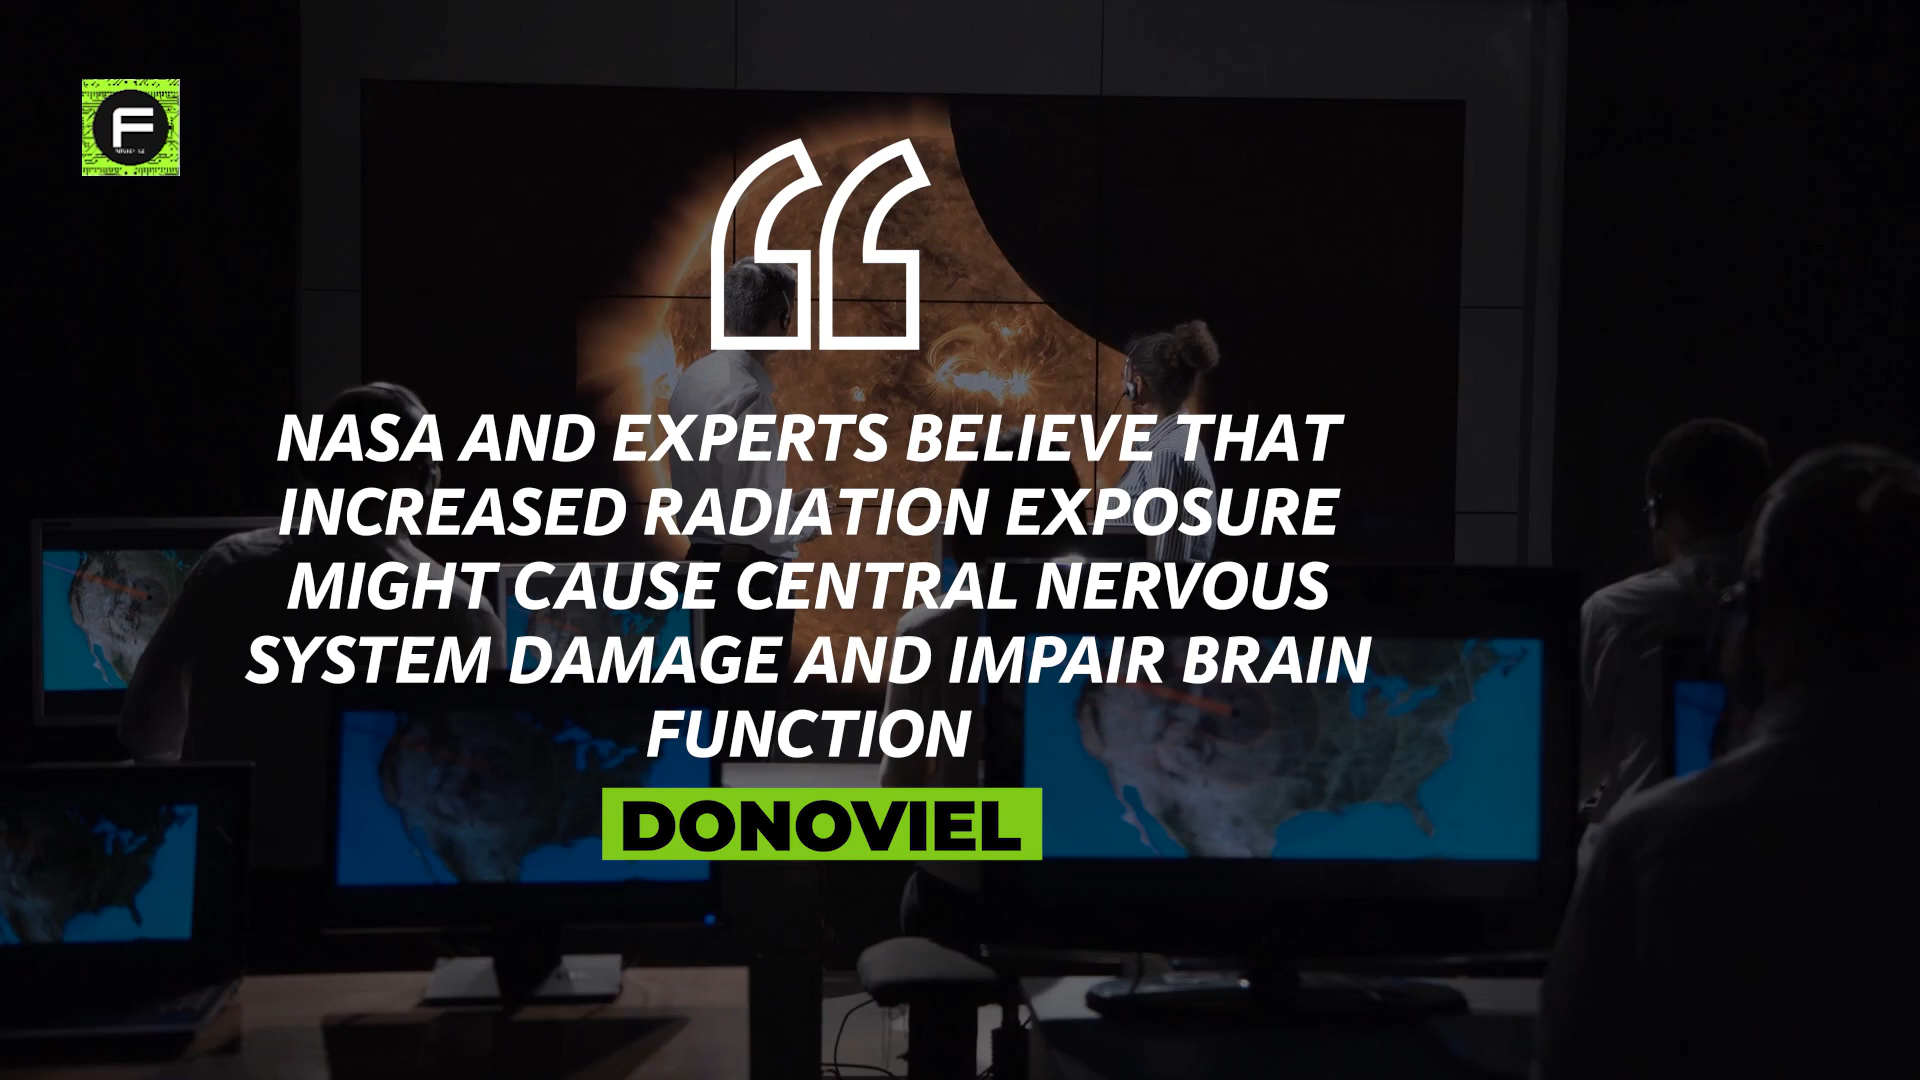 F
NASA AND EXPERTS BELIEVE THAT
INCREASED RADIATION EXPOSURE
MIGHT CAUSE CENTRAL NERVOUS
SYSTEM DAMAGE AND IMPAIR BRAIN
FUNCTION
DONOVIEL